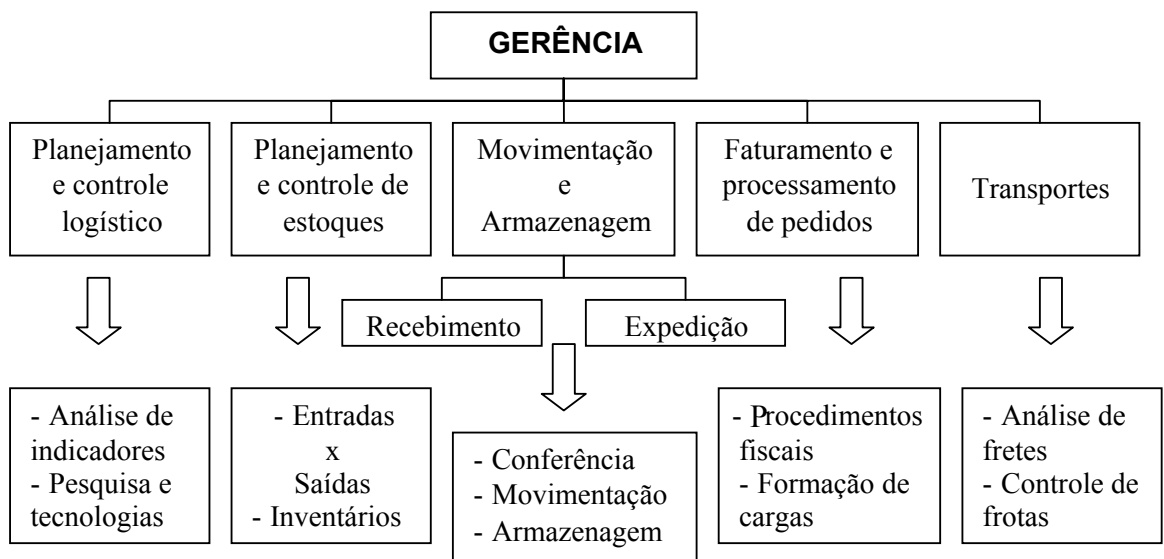 GERÊNCIA
Planejamento
e controle
logístico
Planejamento
e controle de
estoques
Movimentação
e
Armazenagem
Faturamento e
processamento
de pedidos
Transportes
Recebimento
Expedição
- Análise de
indicadores
- Pesquisa e
tecnologias
- Entradas
x
Saídas
- Inventários
- Conferência
- Movimentação
- Armazenagem
- Procedimentos
fiscais
- Formação de
cargas
- Análise de
fretes
- Controle de
frotas